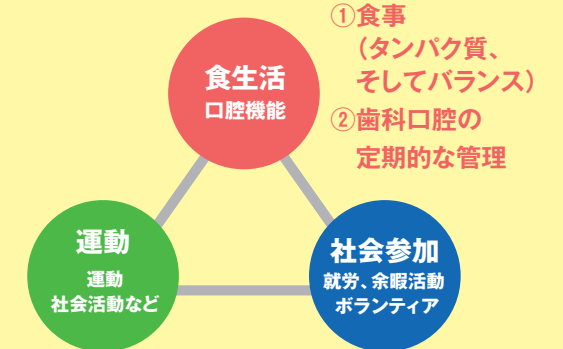 食生活
口腔機能
①食事
(タンパク質、
そしてバランス)
②歯科口腔の
定期的な管理
運動
運動
社会活動など
社会参加
就労、余暇活動
ボランティア